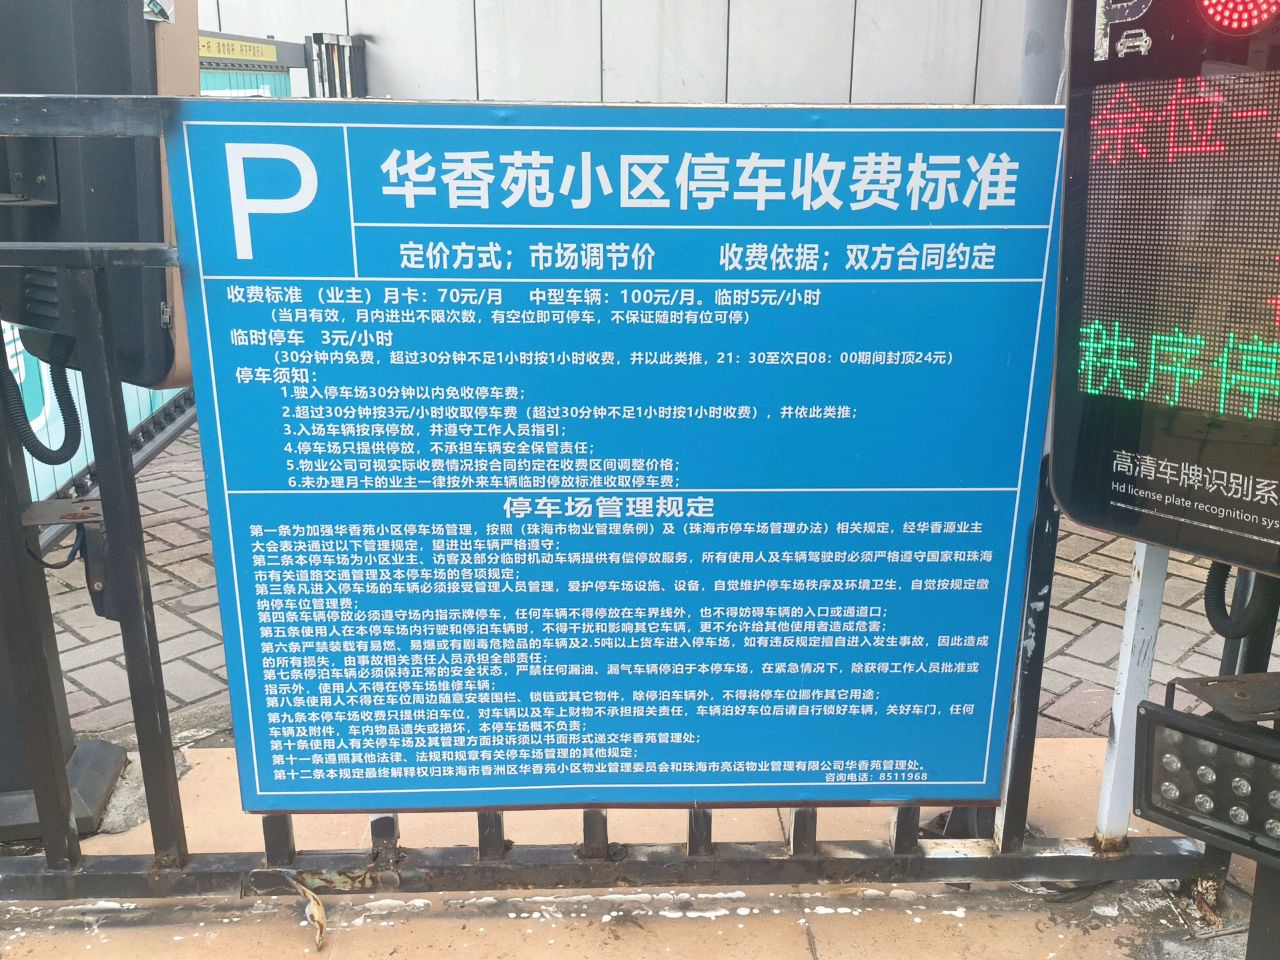 P
华香苑小区停车收费标准
定价方式；市场调节价 收费依据；双方合同约定
收费标准 （业主）月卡：70元/月 中型车辆：100元/月。临时5元/小时
（当月有效，月内进出不限次数，有空位即可停车，不保证随时有位可停）
临时停车 3元/小时
（30分钟内免费，超过30分钟不足1小时按1小时收费，并以此类推，21：30至次日08：00期间封顶24元）
停车须知：
1.驶入停车场30分钟以内免收停车费；
2.超过30分钟按3元/小时收取停车费（超过30分钟不足1小时按1小时收费），并依此类推；
3.入场车辆按序停放，并遵守工作人员指引；
4.停车场只提供停放，不承担车辆安全保管责任；
5.物业公司可视实际收费情况按合同约定在收费区间调整价格；
6.未办理月卡的业主一律按外来车辆临时停放标准收取停车费；
停车场管理规定
第一条为加强华香苑小区停车场管理，按照（珠海市物业管理条例）及（珠海市停车场管理办法）相关规定，经华香源业主
大会表决通过以下管理规定，望进出车辆严格遵守；
第二条本停车场为小区业主、访客及部分临时机动车辆提供有偿停放服务，所有使用人及车辆驾驶时必须严格遵守国家和珠海
市有关道路交通管理及本停车场的各项规定；
第三条凡进入停车场的车辆必须接受管理人员管理，爱护停车场设施、设备，自觉维护停车场秩序及环境卫生，自觉按规定缴
纳停车位管理费；
第四条车辆停放必须遵守场内指示牌停车，任何车辆不得停放在车界线外，也不得妨碍车辆的入口或通道口；
第五条使用人在本停车场内行驶和停泊车辆时，不得干扰和影响其它车辆，更不允许给其他使用者造成危害；
第六条严禁装载有易燃、易爆或有剧毒危险品的车辆及2.5吨以上货车进入停车场，如有违反规定擅自进入发生事故，因此造成
的所有损失，由事故相关责任人员承担全部责任；
第七条停泊车辆必须保持正常的安全状态，严禁任何漏油、漏气车辆停泊于本停车场，在紧急情况下，除获得工作人员批准或
指示外，使用人不得在停车场维修车辆；
第八条使用人不得在车位周边随意安装围栏、锁链或其它物件，除停泊车辆外，不得将停车位挪作其它用途；
第九条本停车场收费只提供泊车位，对车辆以及车上财物不承担报关责任，车辆泊好车位后请自行锁好车辆，关好车门，任何
车辆及附件，车内物品遗失或损坏，本停车场概不负责；
第十条使用人有关停车场及其管理方面投诉须以书面形式递交华香苑管理处；
第十一条遵照其他法律、法规和规章有关停车场管理的其他规定；
第十二条本规定最终解释权归珠海市香洲区华香苑小区物业管理委员会和珠海市亮话物业管理有限公司华香苑管理处。
咨询电话：8511968
P
余位一
秩序停
高清车牌识别系
Hd license plate recognition sys